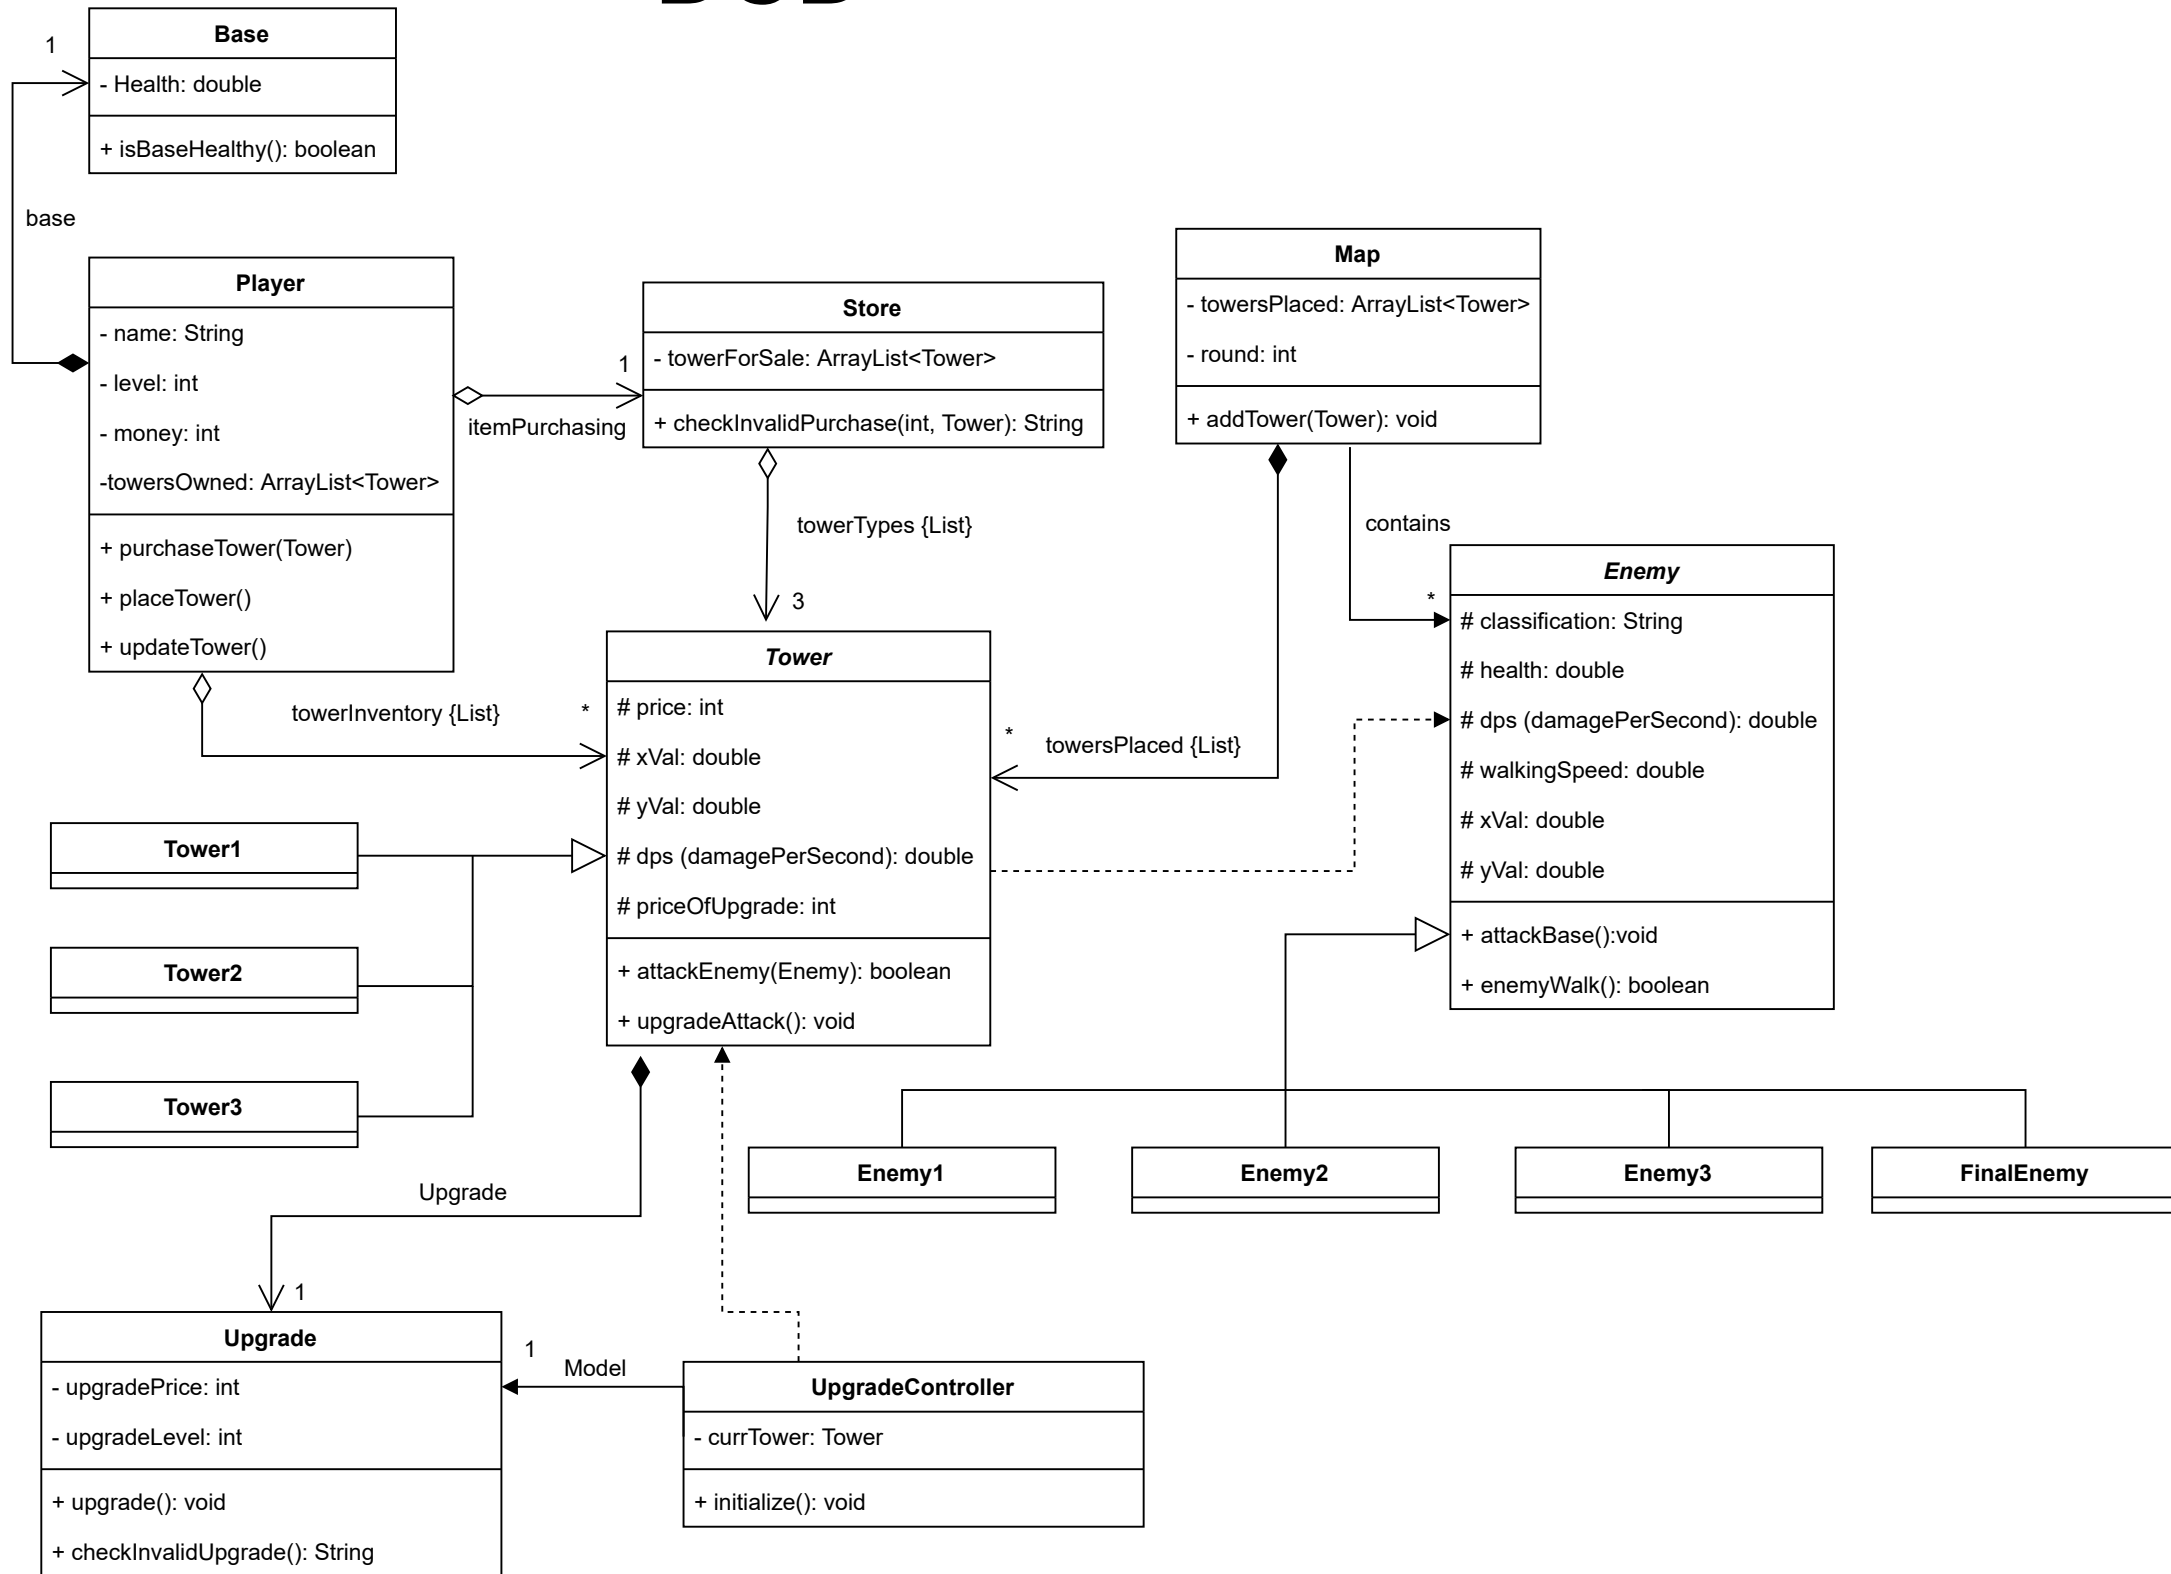 1
Base
- Health: double
+ isBaseHealthy(): boolean
base
Player
- name: String
- level: int
- money: int
-towersOwned: ArrayList<Tower>
+ purchaseTower(Tower)
+ placeTower()
+ updateTower()
1
itemPurchasing
Store
- towerForSale: ArrayList<Tower>
+ checkInvalidPurchase(int, Tower): String
Map
- towersPlaced: ArrayList<Tower>
- round: int
+ addTower(Tower): void
towerTypes {List}
3
contains
*
towerInventory {List}
*
Tower
# price: int
# xVal: double
# yVal: double
# dps (damagePerSecond): double
# priceOfUpgrade: int
+ attackEnemy(Enemy): boolean
+ upgradeAttack(): void
*
towersPlaced {List}
Enemy
# classification: String
# health: double
# dps (damagePerSecond): double
# walkingSpeed: double
# xVal: double
# yVal: double
+ attackBase():void
+ enemyWalk(): boolean
Tower1
Tower2
Tower3
Enemy1
Enemy2
Enemy3
FinalEnemy
Upgrade
1
Upgrade
- upgradePrice: int
- upgradeLevel: int
+ upgrade(): void
+ checkInvalidUpgrade(): String
1
Model
UpgradeController
- currTower: Tower
+ initialize(): void